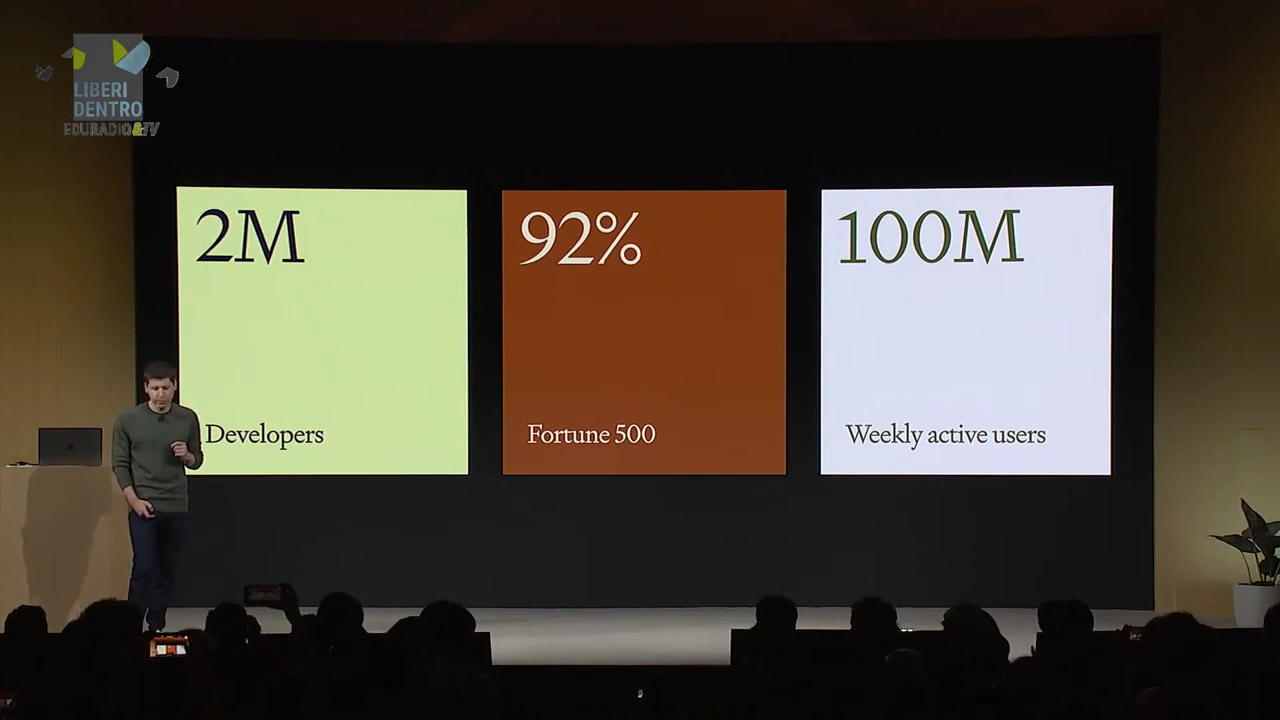 LIBERI
DENTRO
EDURADIO&TV
2M
92%
100M
Developers
Fortune 500
Weekly active users